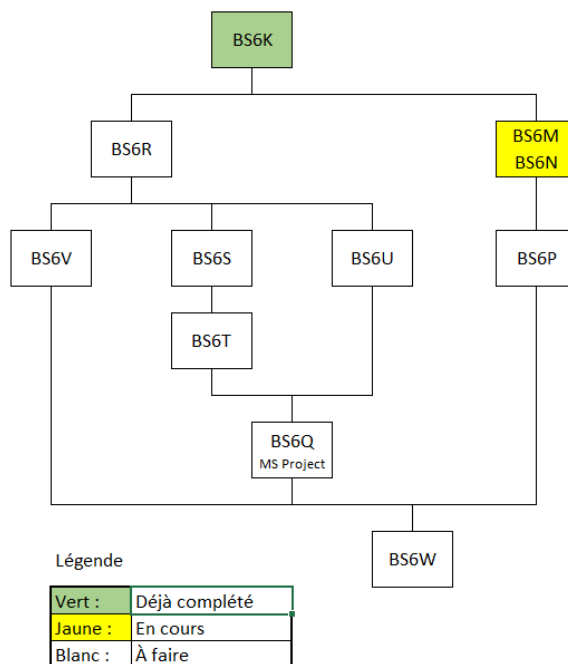 BS6K
BS6R
BS6M
BS6N
BS6V
BS6S
BS6U
BS6P
BS6T
BS6Q
MS Project
BS6W
Légende
Vert : Déjà complété
Jaune : En cours
Blanc : À faire